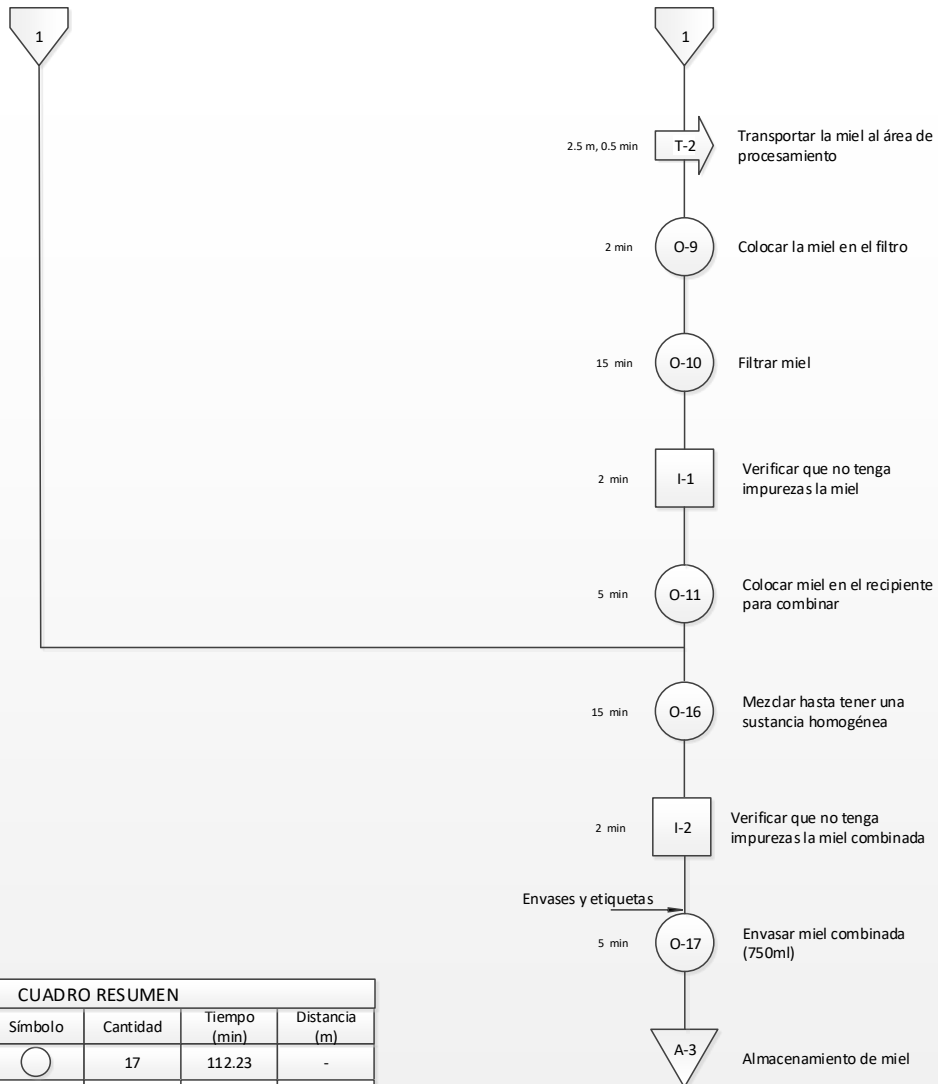 1
1
2.5 m, 0.5 min
T-2
Transportar la miel al área de
procesamiento
2 min
O-9
Colocar la miel en el filtro
15 min
O-10
Filtrar miel
2 min
I-1
Verificar que no tenga
impurezas la miel
5 min
O-11
Colocar miel en el recipiente
para combinar
15 min
O-16
Mezclar hasta tener una
sustancia homogénea
2 min
I-2
Verificar que no tenga
impurezas la miel combinada
Envases y etiquetas
5 min
O-17
Envasar miel combinada
(750ml)
A-3
Almacenamiento de miel
CUADRO RESUMEN
Símbolo
Cantidad
Tiempo
(min)
Distancia
(m)
17
112.23
-